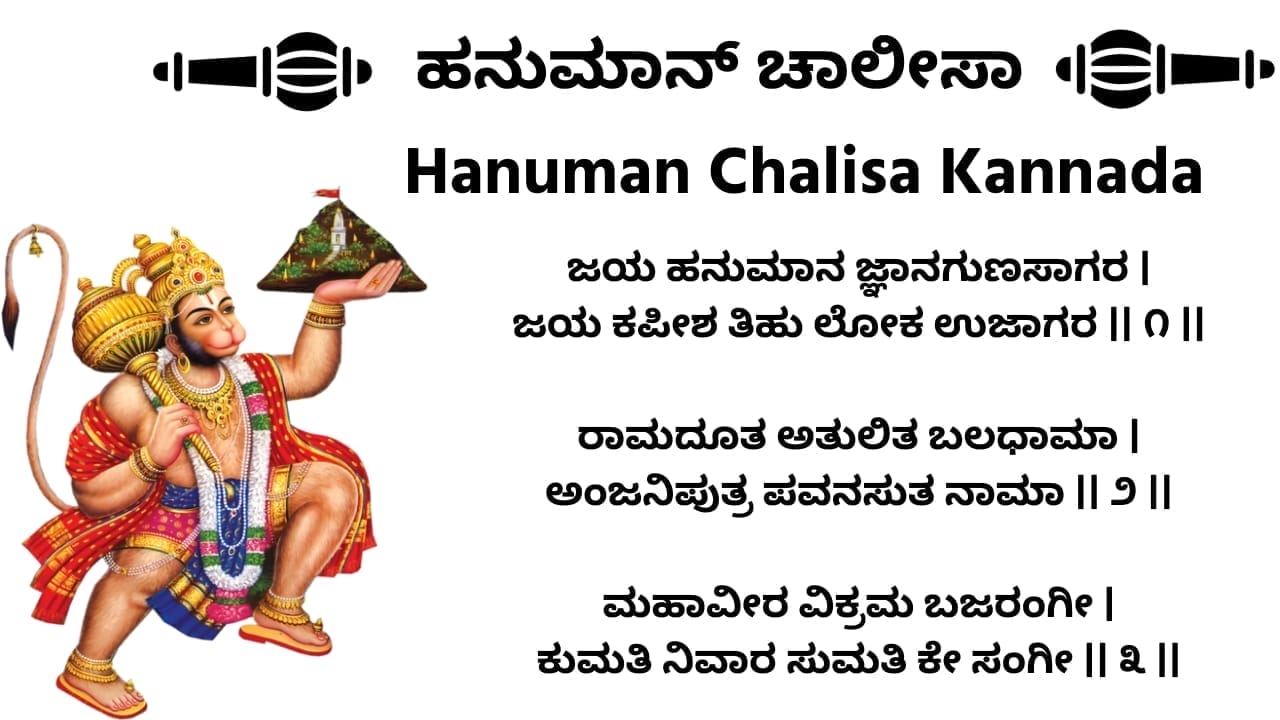 ಹನುಮಾನ್ ಚಾಲೀಸಾ
Hanuman Chalisa Kannada
ಜಯ ಹನುಮಾನ ಜ್ಞಾನಗುಣಸಾಗರ |
ಜಯ ಕಪೀಶ ತಿಹು ಲೋಕ ಉಜಾಗರ || ೧ ||
ರಾಮದೂತ ಅತುಲಿತ ಬಲಧಾಮಾ |
ಅಂಜನಿಪುತ್ರ ಪವನಸುತ ನಾಮಾ || ೨ ||
ಮಹಾವೀರ ವಿಕ್ರಮ ಬಜರಂಗೀ |
ಕುಮತಿ ನಿವಾರ ಸುಮತಿ ಕೇ ಸಂಗೀ || ೩ ||